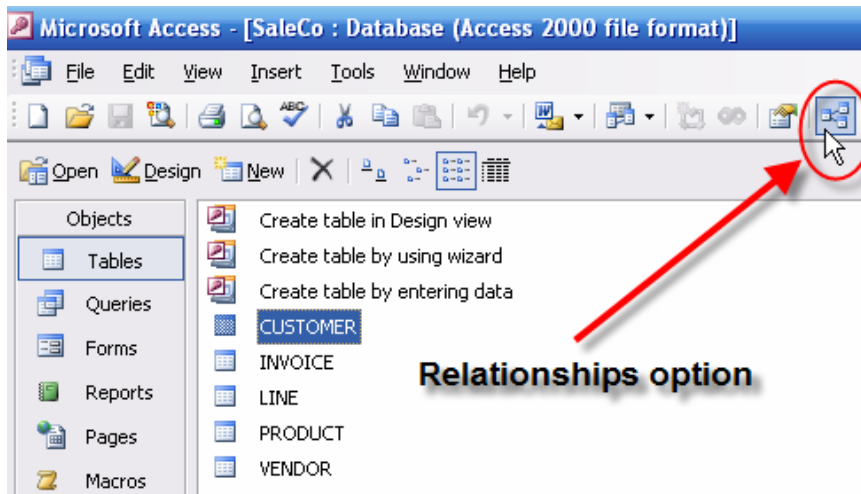 Microsoft Access - [SaleCo : Database (Access 2000 file format)]
File Edit View Insert Tools Window Help
ABC
Open Design New
Objects
Create table in Design view
Tables
Create table by using wizard
Queries
Create table by entering data
CUSTOMER
Forms
INVOICE
Relationships option
Reports
LINE
Pages
PRODUCT
Macros
VENDOR